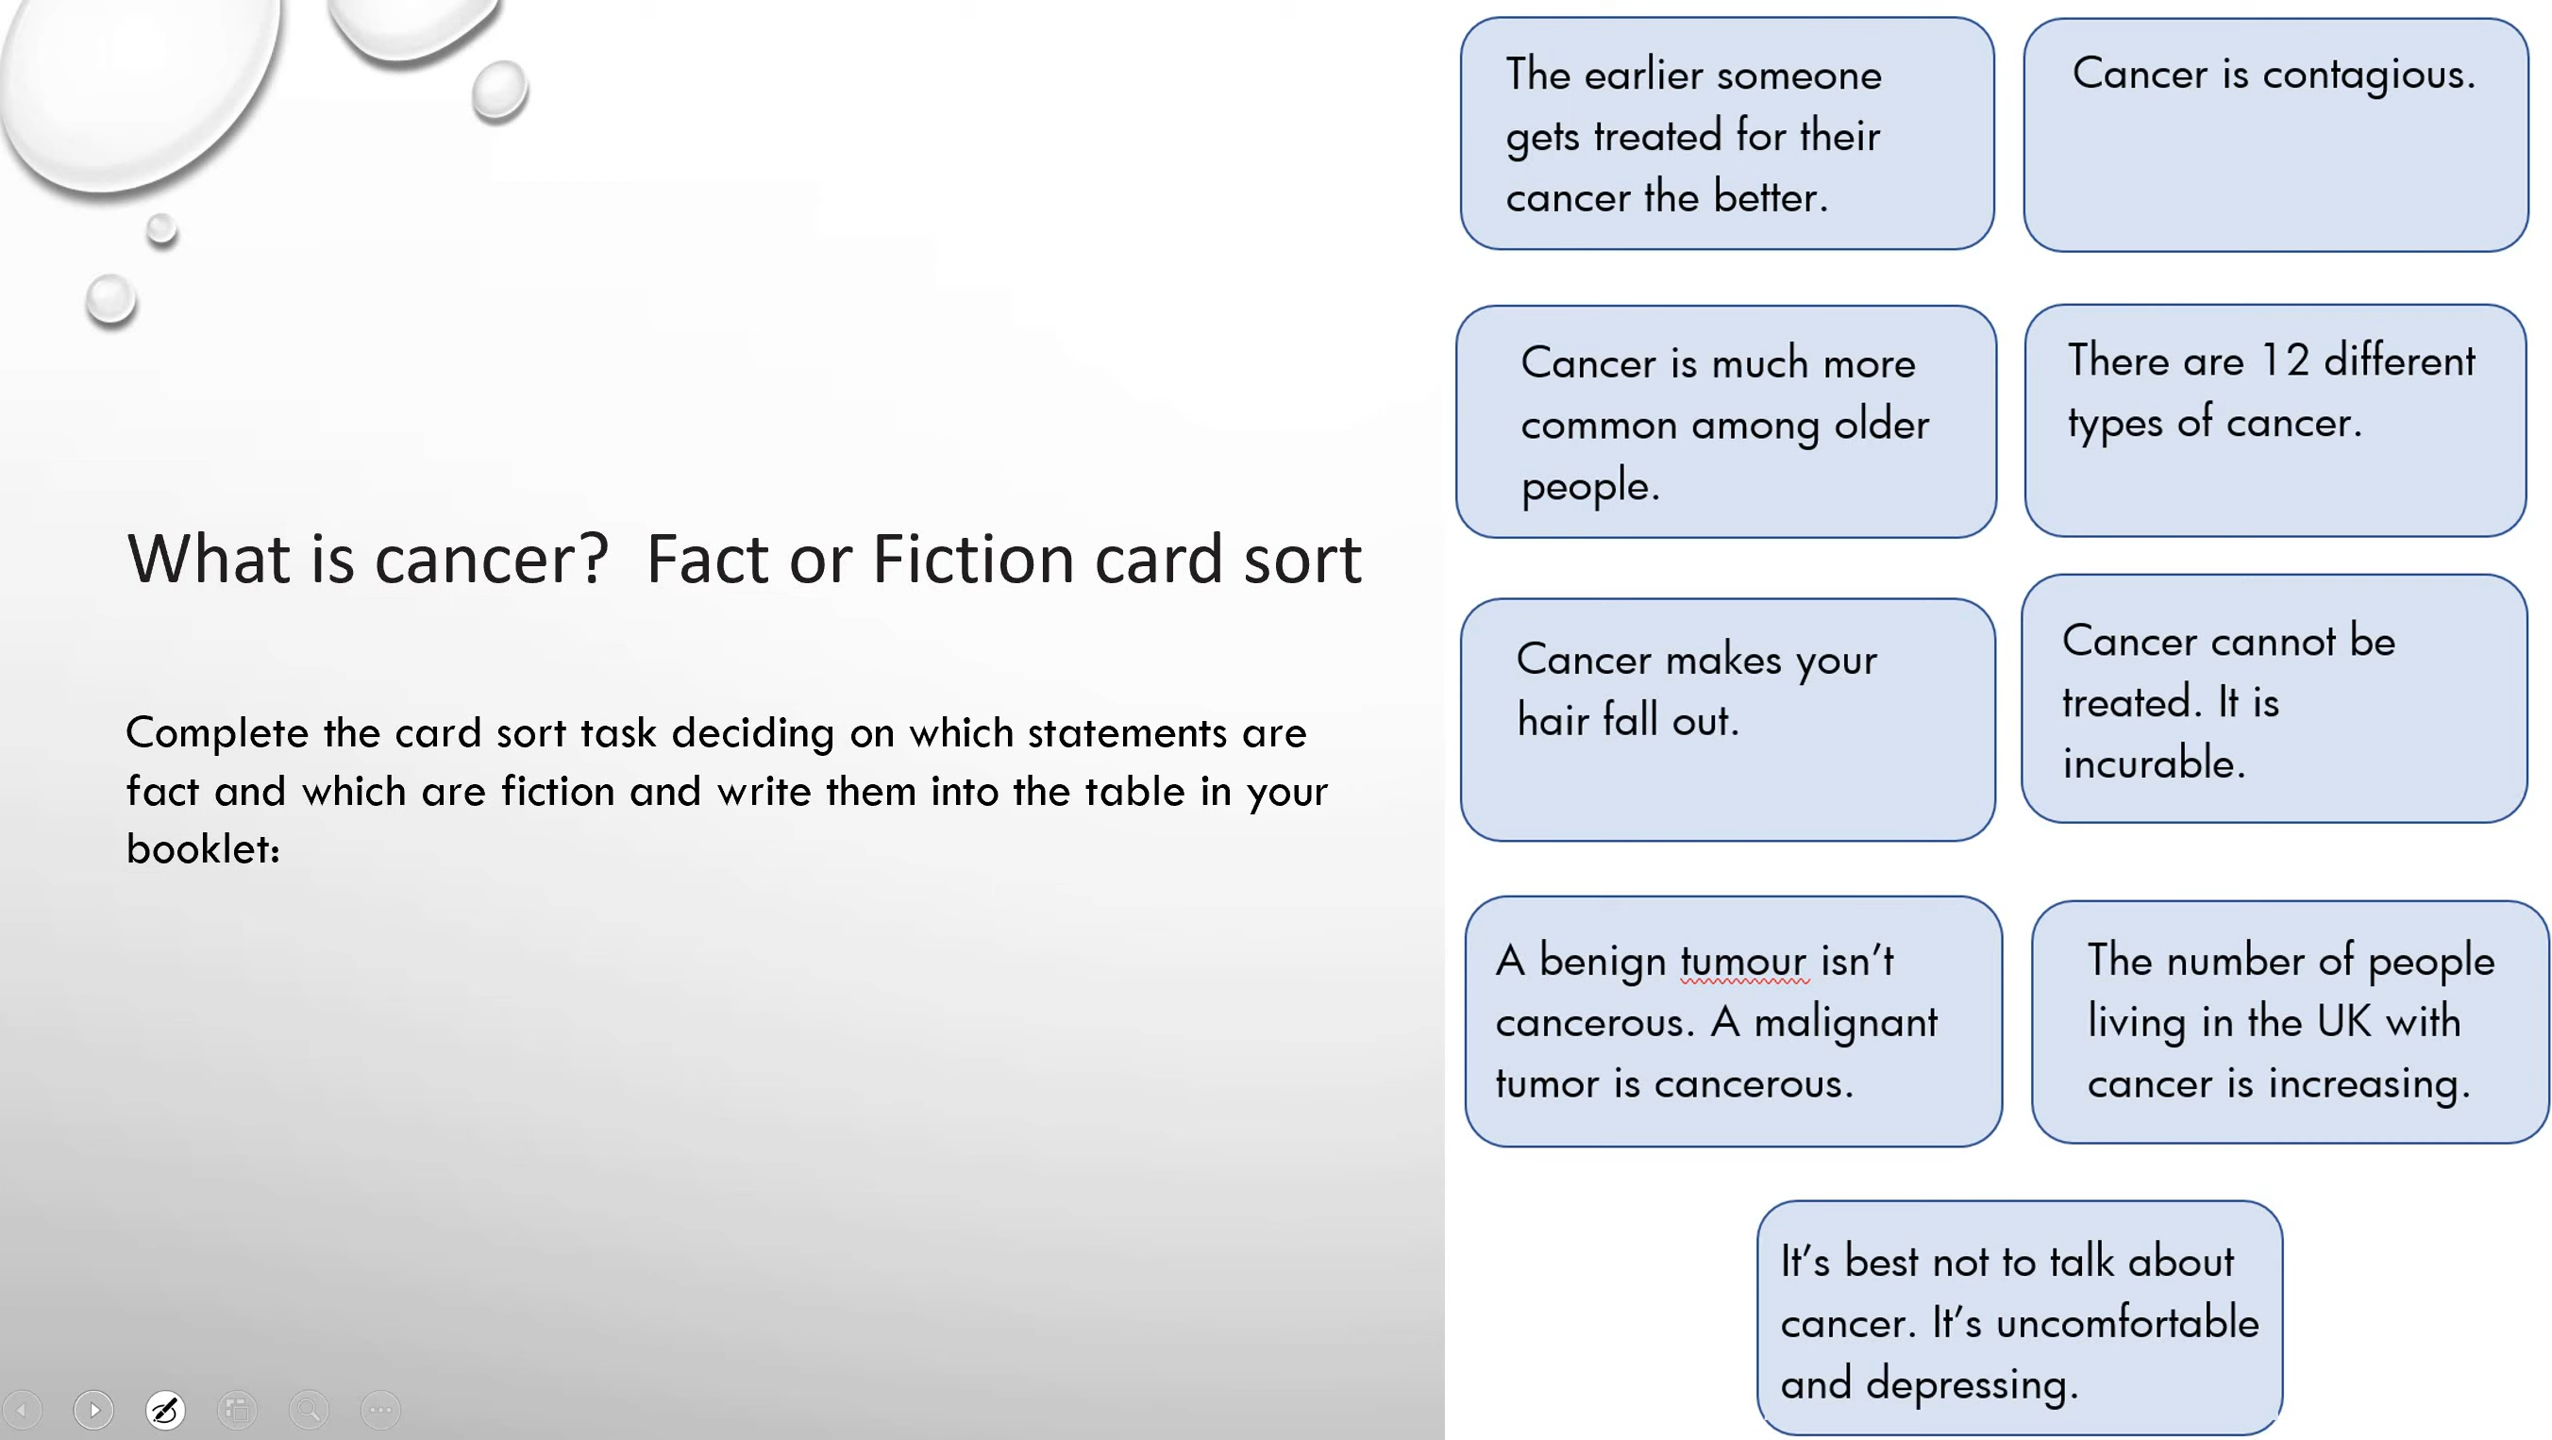 What is cancer?  Fact or Fiction card sort
Complete the card sort task deciding on which statements are
fact and which are fiction and write them into the table in your
booklet:
The earlier someone
gets treated for their
cancer the better.
Cancer is contagious.
Cancer is much more
common among older
people.
There are 12 different
types of cancer.
Cancer makes your
hair fall out.
Cancer cannot be
treated. It is
incurable.
A benign tumour isn’t
cancerous. A malignant
tumor is cancerous.
The number of people
living in the UK with
cancer is increasing.
It’s best not to talk about
cancer. It’s uncomfortable
and depressing.